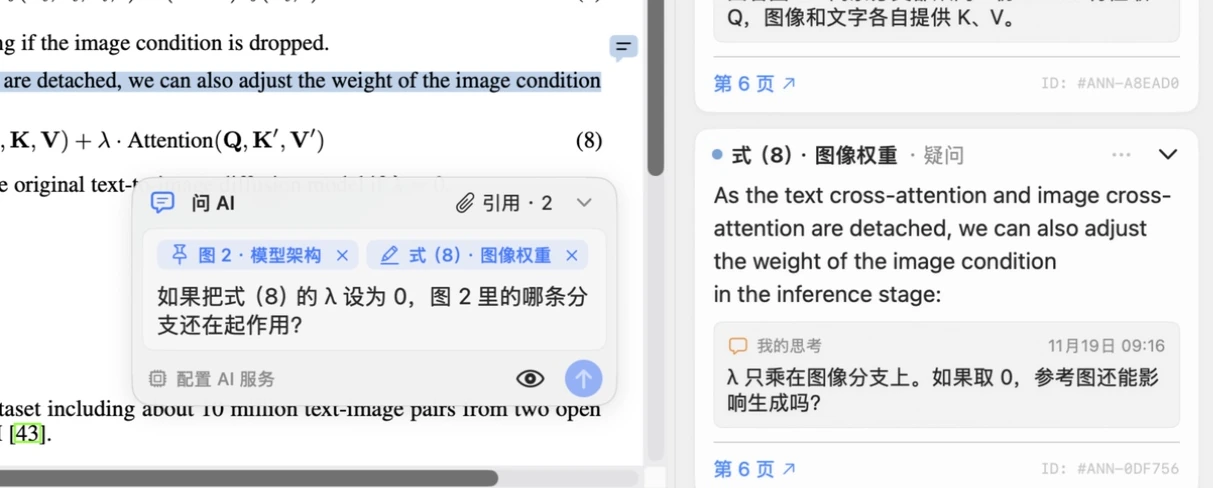 ng if the image condition is dropped.
are detached, we can also adjust the weight of the image condition
, K, V) + λ · Attention(Q, K′, V′) (8)
e original text-
问 AI
引用 · 2
图 2 · 模型架构 ×
式 (8) · 图像权重 ×
如果把式（8）的 λ 设为 0，图 2 里的哪条分
支还在起作用？
配置 AI 服务
taset including about 10 million text-image pairs from two open
[43].
Q，图像和文字各自提供 K、V。
第 6 页 ↗
ID: #ANN-A8EAD0
式（8）· 图像权重 · 疑问
As the text cross-attention and image cross-
attention are detached, we can also adjust
the weight of the image condition
in the inference stage:
我的思考
11月19日 09:16
λ 只乘在图像分支上。如果取 0，参考图还能影
响生成吗？
第 6 页 ↗
ID: #ANN-0DF756